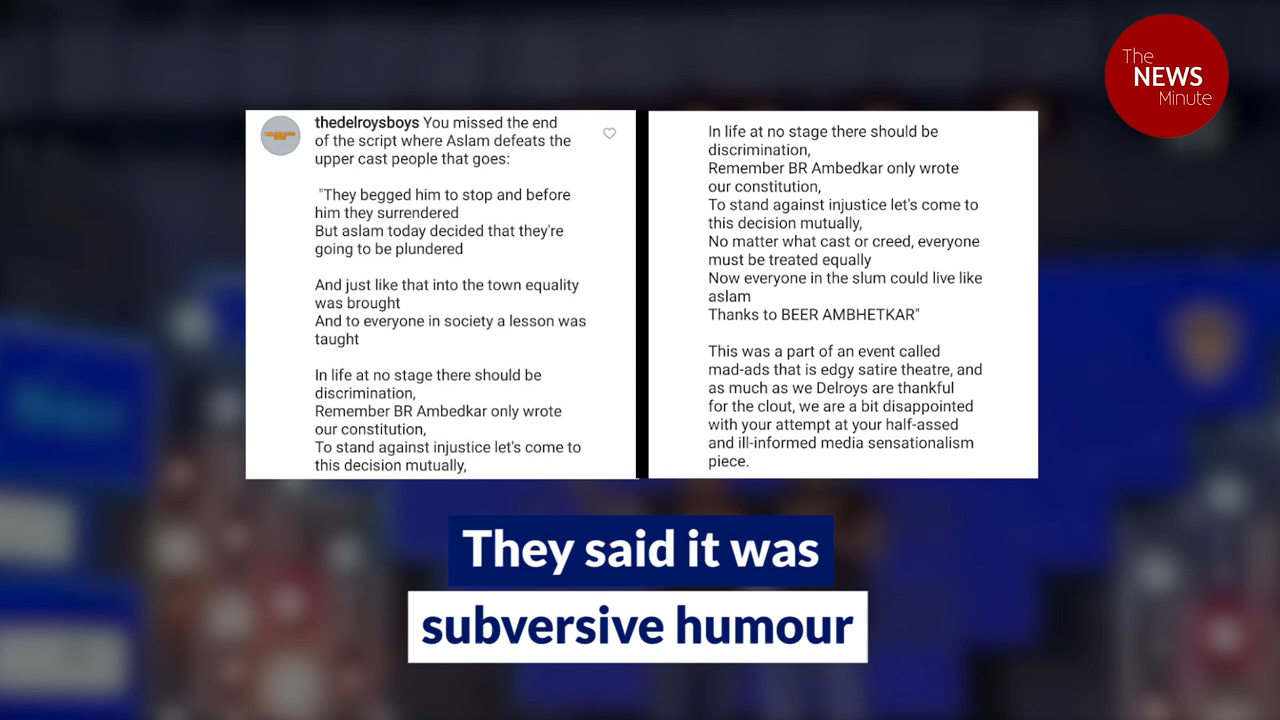 The
NEWS
Minute
thedelroysboys You missed the end
of the script where Aslam defeats the
upper cast people that goes:
"They begged him to stop and before
him they surrendered
But aslam today decided that they're
going to be plundered
And just like that into the town equality
was brought
And to everyone in society a lesson was
taught
In life at no stage there should be
discrimination,
Remember BR Ambedkar only wrote
our constitution,
To stand against injustice let's come to
this decision mutually,
In life at no stage there should be
discrimination,
Remember BR Ambedkar only wrote
our constitution,
To stand against injustice let's come to
this decision mutually,
No matter what cast or creed, everyone
must be treated equally
Now everyone in the slum could live like
aslam
Thanks to BEER AMBHETKAR"
This was a part of an event called
mad-ads that is edgy satire theatre, and
as much as we Delroys are thankful
for the clout, we are a bit disappointed
with your attempt at your half-assed
and ill-informed media sensationalism
piece.
They said it was
subversive humour